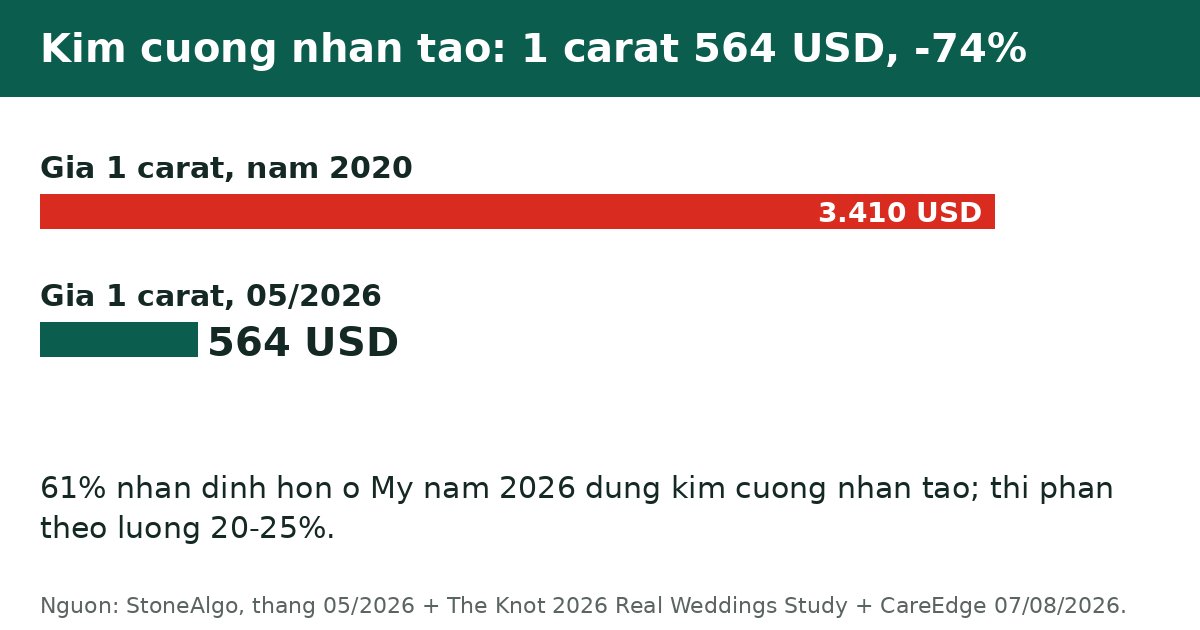 Kim cuong nhan tao: 1 carat 564 USD, -74%
Gia 1 carat, nam 2020
3.410 USD
Gia 1 carat, 05/2026
564 USD
61% nhan dinh hon o My nam 2026 dung kim cuong nhan tao; thi phan
theo luong 20-25%.
Nguon: StoneAlgo, thang 05/2026 + The Knot 2026 Real Weddings Study + CareEdge 07/08/2026.